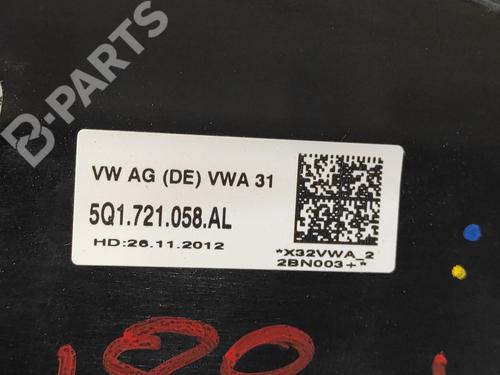 B-PARTS
VW AG (DE) VWA 31
5Q1.721.058.AL
HD:26.11.2012
*X32VWA_2
2BN003+*